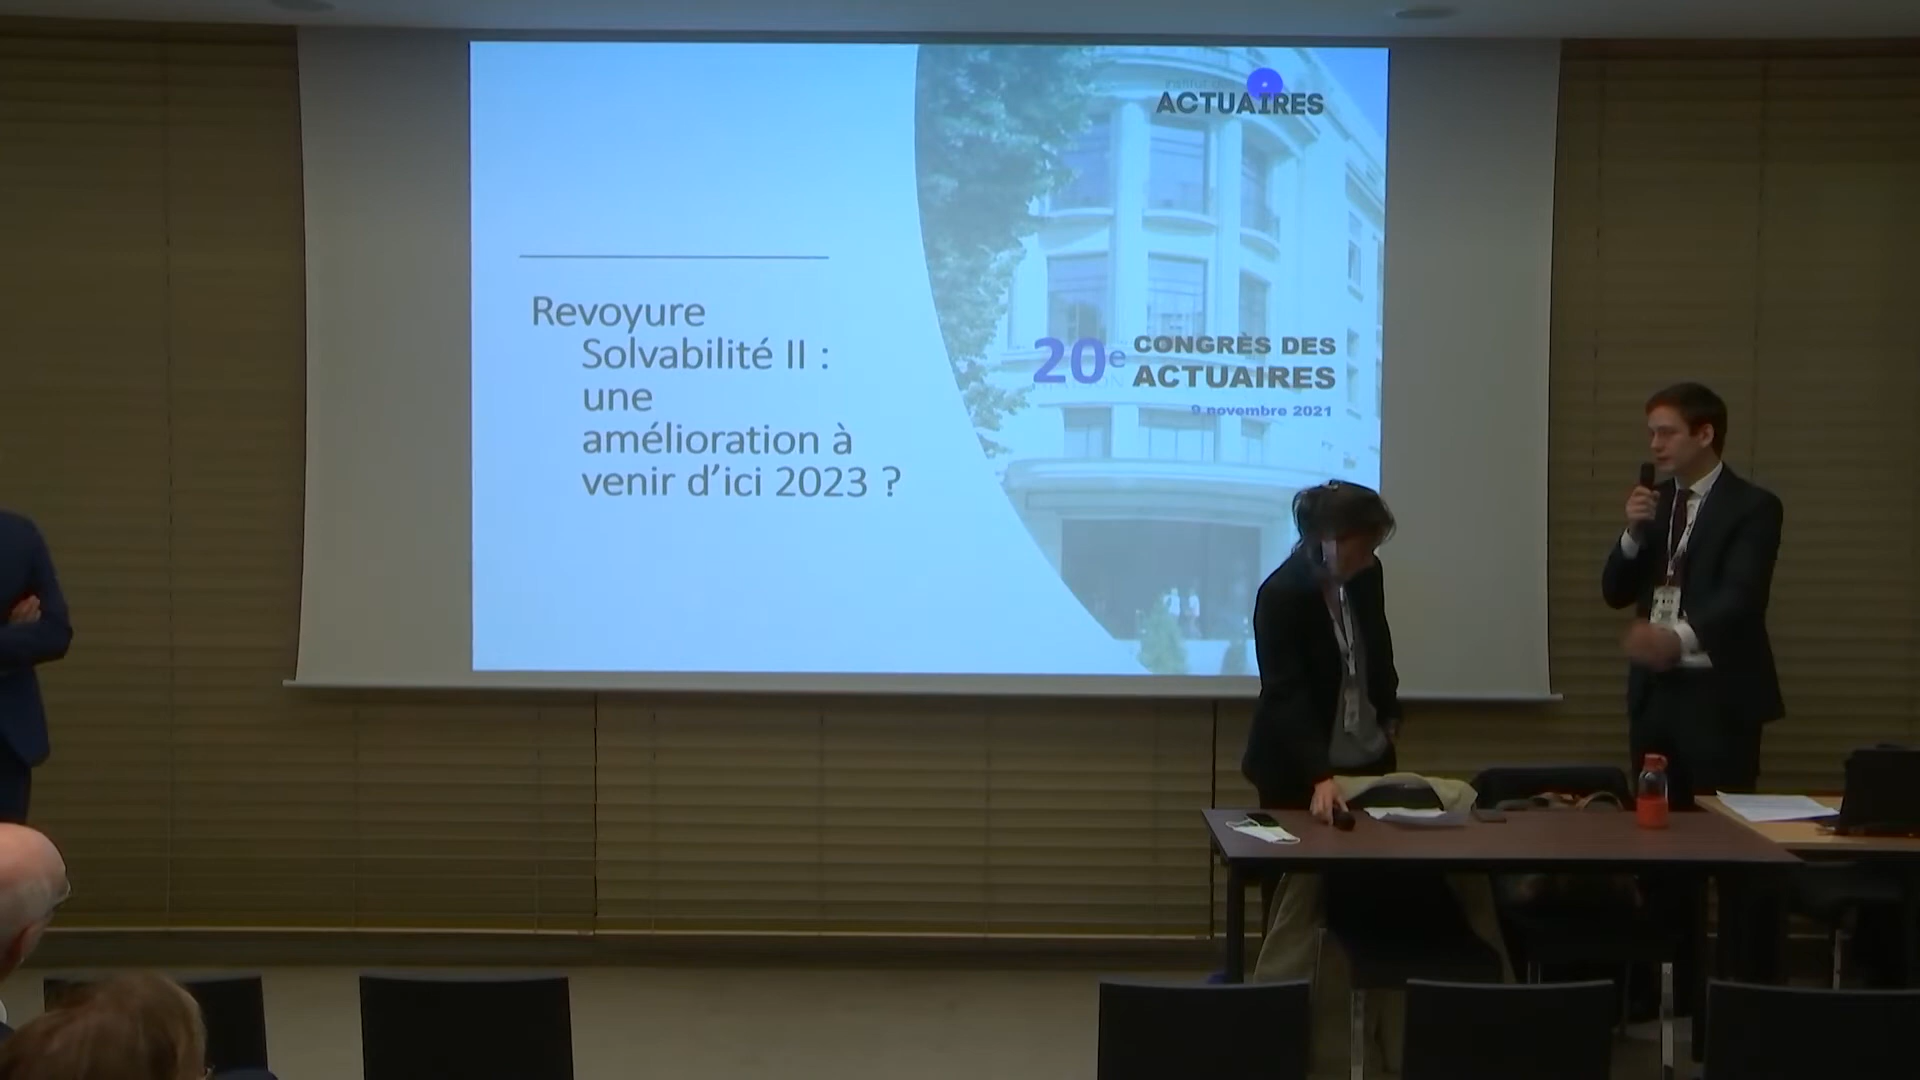 ACTUAIRES
Revoyure
Solvabilité II :
une
amélioration à
venir d'ici 2023 ?
20e CONGRÈS DES
ACTUAIRES
9 novembre 2021